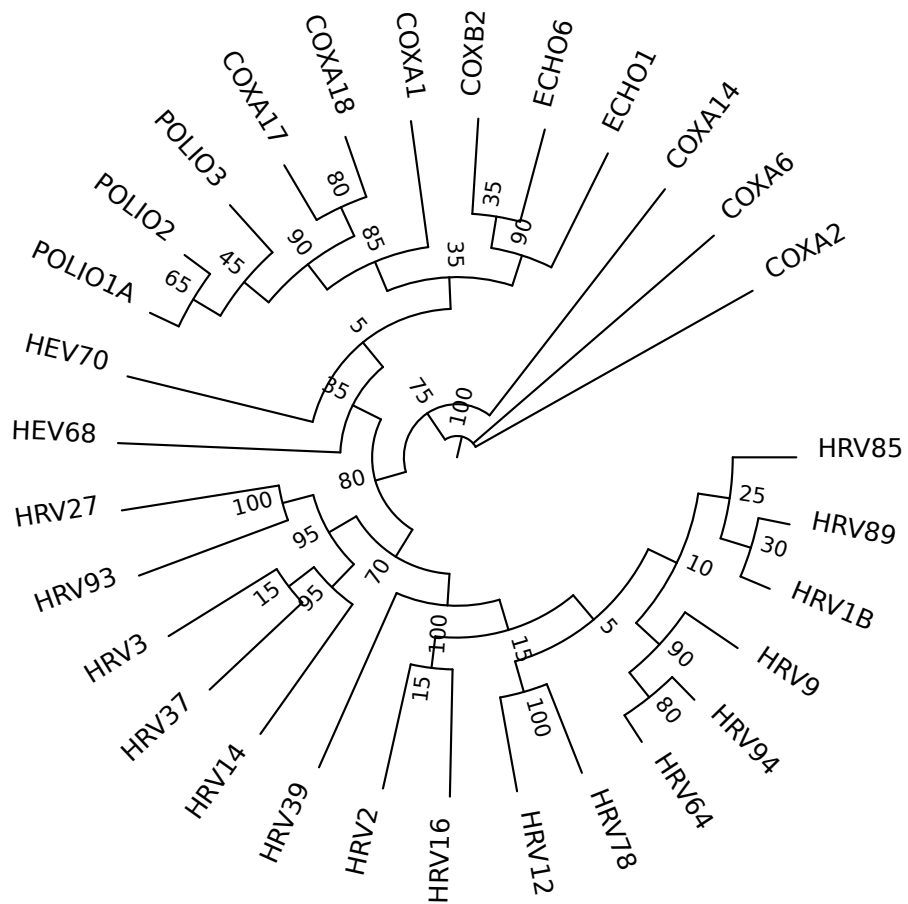 COXB2
ECHO6
COXA1
COXA18
COXA17
ECHO1
COXA14
POLIO3
COXA6
POLIO2
COXA2
POLIO1A
80
35
90
85
35
90
45
65
5
35
75
100
HEV70
HEV68
HRV85
80
25
HRV27
100
HRV89
95
30
10
HRV93
70
HRV1B
15
95
100
5
HRV3
15
90
HRV9
15
80
100
HRV37
HRV94
HRV14
HRV64
HRV39
HRV78
HRV2
HRV12
HRV16